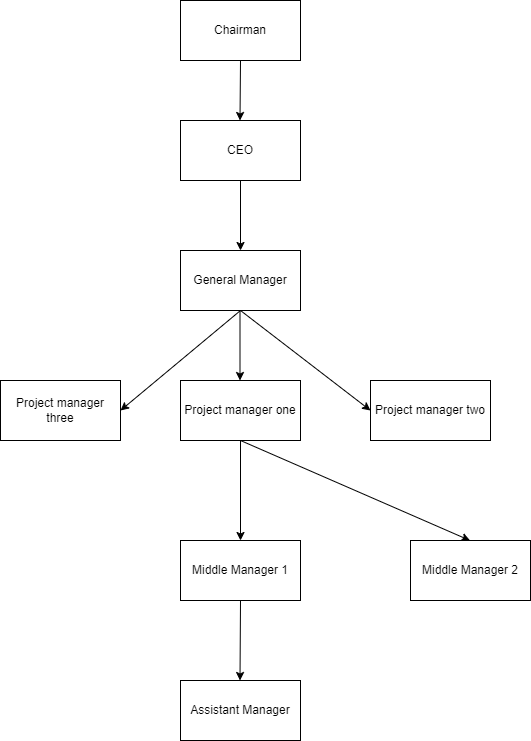 Chairman
CEO
General Manager
Project manager
three
Project manager one
Project manager two
Middle Manager 1
Middle Manager 2
Assistant Manager